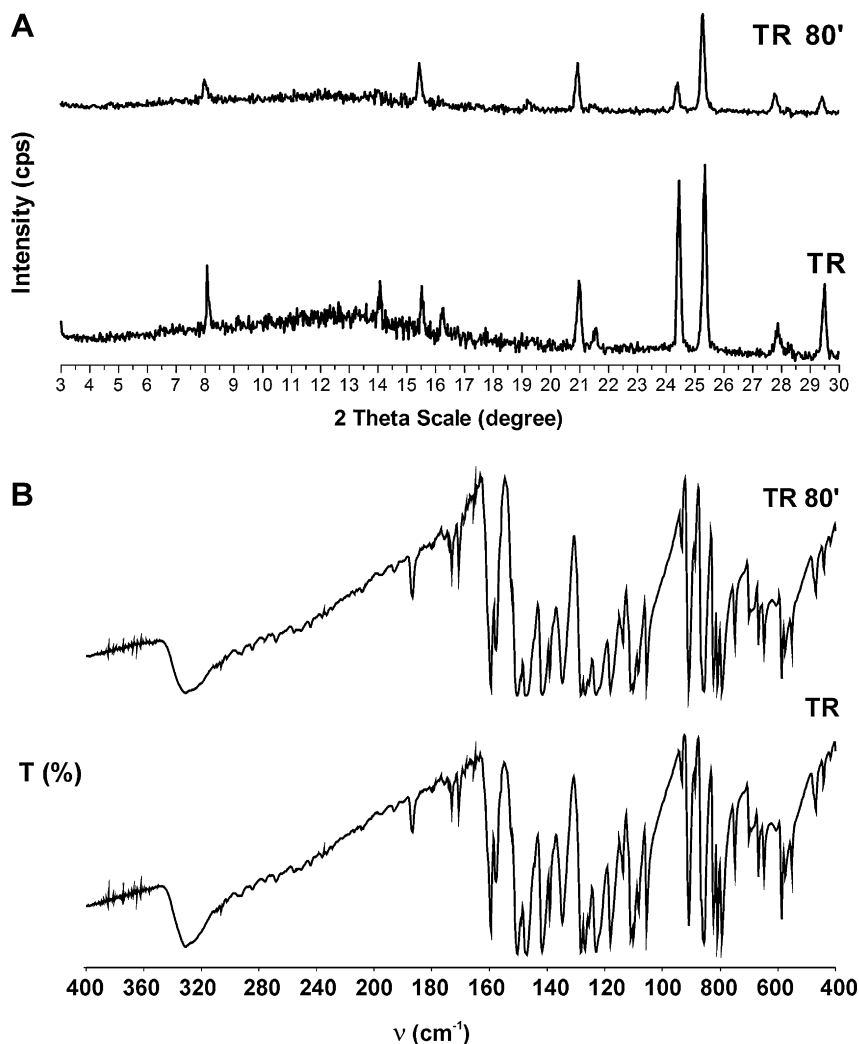 A
TR 80'
Intensity (cps)
TR
3 4 5 6 7 8 9 10 11 12 13 14 15 16 17 18 19 20 21 22 23 24 25 26 27 28 29 30
2 Theta Scale (degree)
B
TR 80'
TR
T (%)
400 360 320 280 240 200 180 160 140 120 100 800 600 400
ν (cm-1)